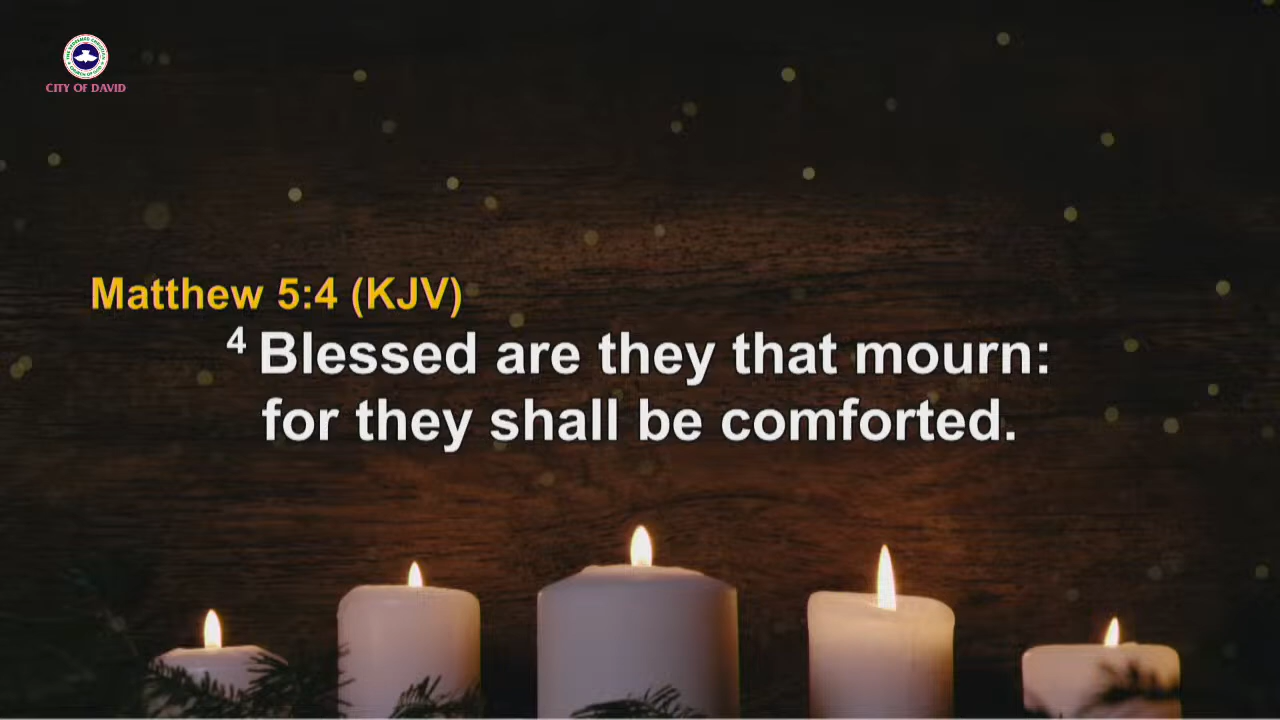 CITY OF DAVID
Matthew 5:4 (KJV)
4 Blessed are they that mourn:
for they shall be comforted.